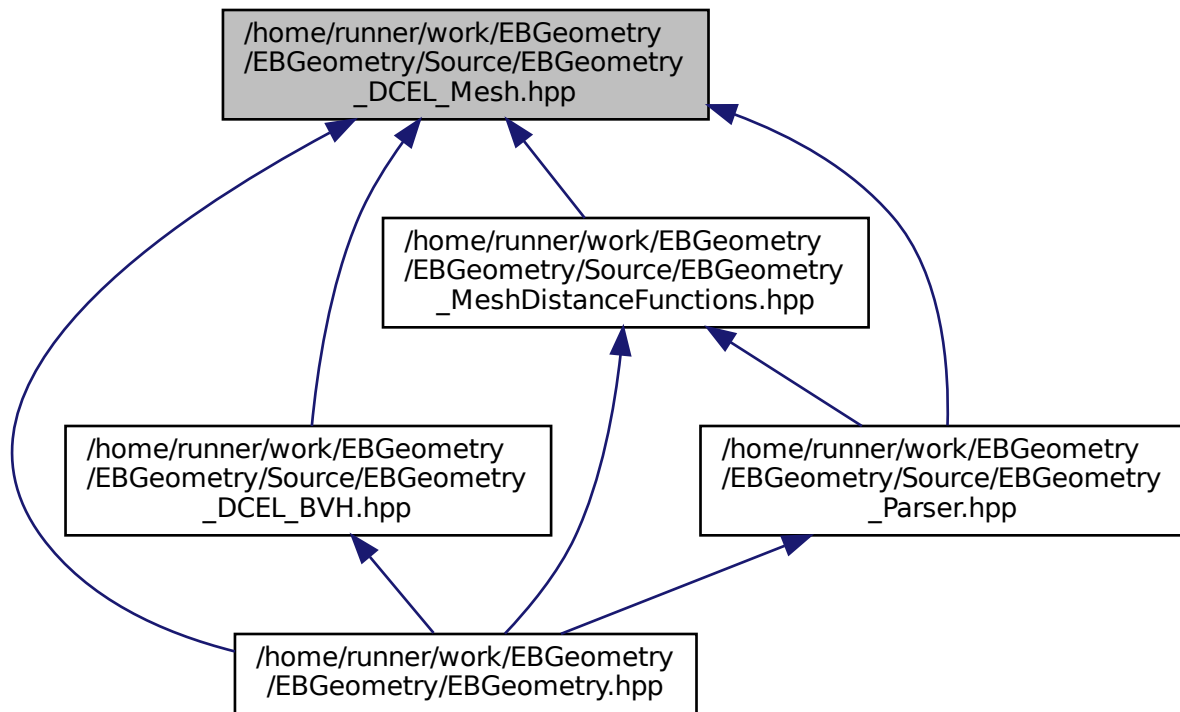 /home/runner/work/EBGeometry
/EBGeometry/Source/EBGeometry
_DCEL_Mesh.hpp
/home/runner/work/EBGeometry
/EBGeometry/Source/EBGeometry
_MeshDistanceFunctions.hpp
/home/runner/work/EBGeometry
/EBGeometry/Source/EBGeometry
_DCEL_BVH.hpp
/home/runner/work/EBGeometry
/EBGeometry/Source/EBGeometry
_Parser.hpp
/home/runner/work/EBGeometry
/EBGeometry/EBGeometry.hpp